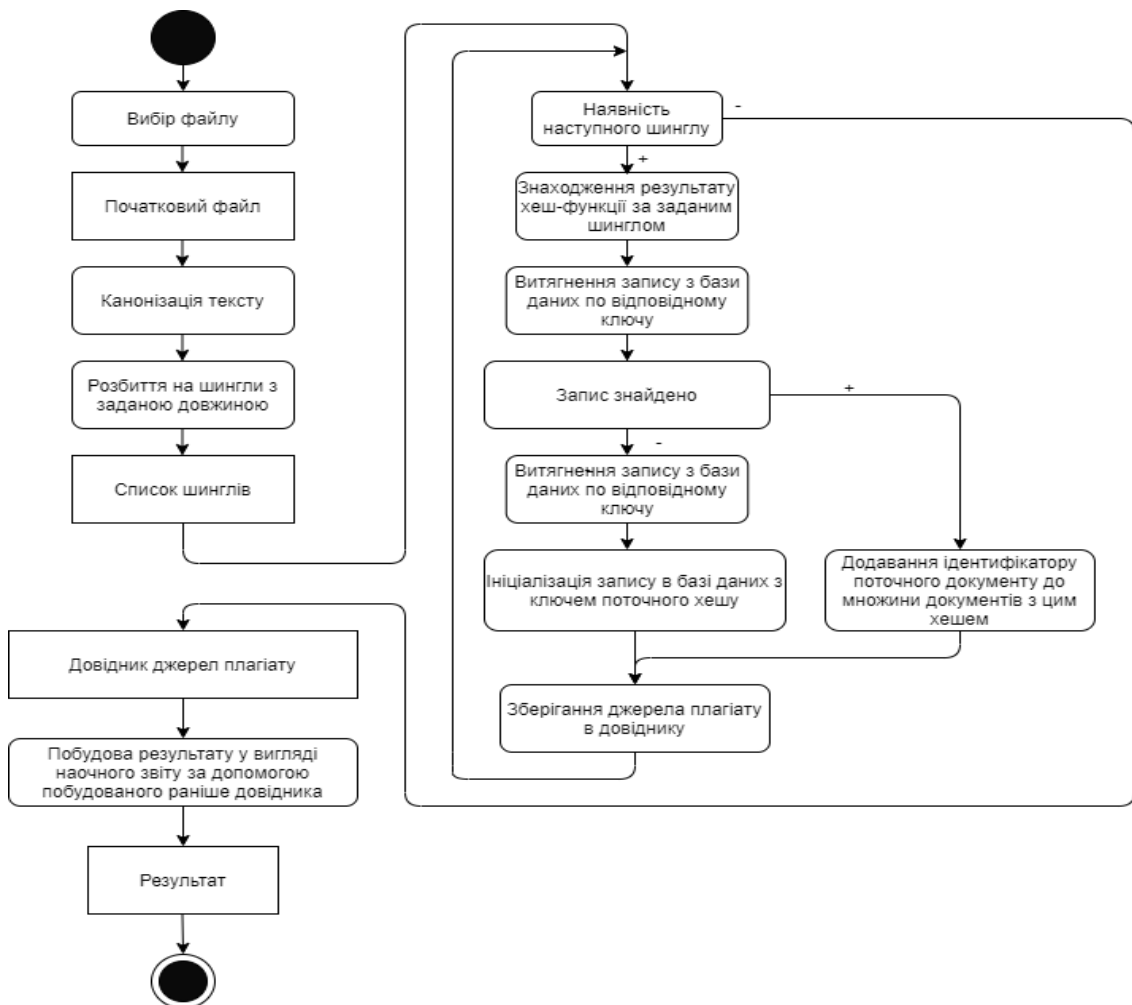 Вибір файлу
Початковий файл
Канонізація тексту
Розбиття на шингли з
заданою довжиною
Список шинглів
Наявність
наступного шинглу
-
+
Знаходження результату
хеш-функції за заданим
шинглом
Витягнення запису з бази
даних по відповідному
ключу
Запис знайдено
+
-
Витягнення запису з бази
даних по відповідному
ключу
Ініціалізація запису в базі даних з
ключем поточного хешу
Додавання ідентифікатору
поточного документу до
множини документів з цим
хешем
Зберігання джерела плагіату
в довіднику
Довідник джерел плагіату
Побудова результату у вигляді
наочного звіту за допомогою
побудованого раніше довідника
Результат